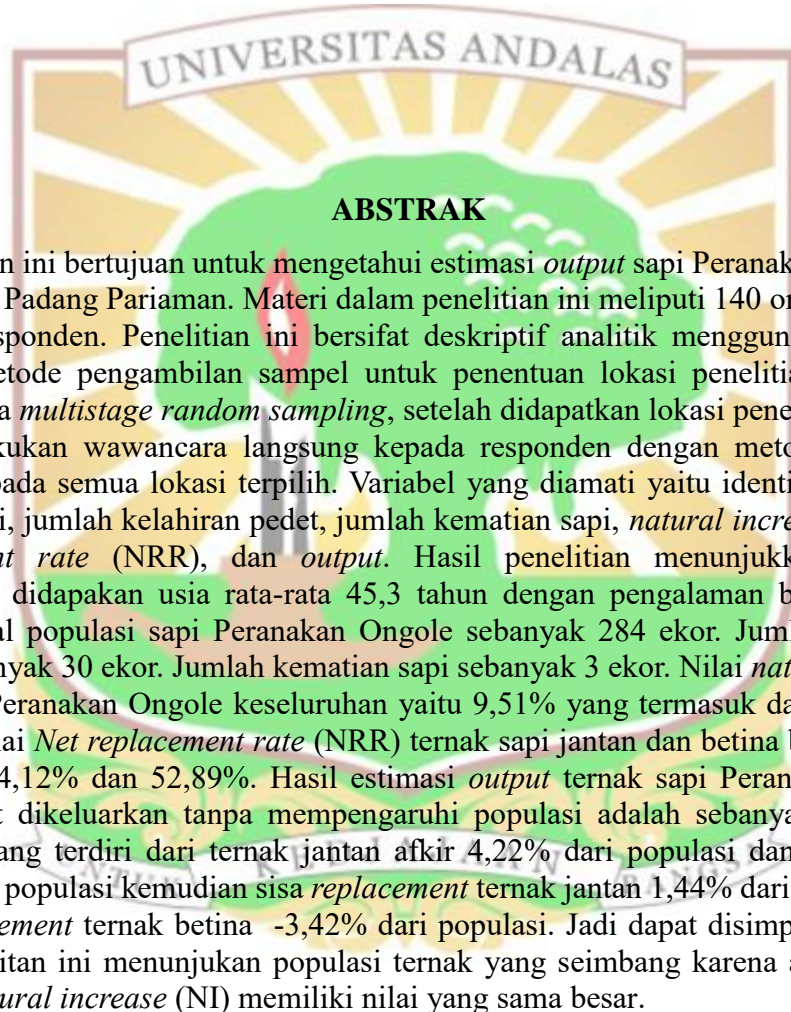 UNIVERSITAS ANDALAS
ABSTRAK
n ini bertujuan untuk mengetahui estimasi output sapi Peranak
Padang Pariaman. Materi dalam penelitian ini meliputi 140 or
sponden. Penelitian ini bersifat deskriptif analitik menggun
etode pengambilan sampel untuk penentuan lokasi peneliti
a multistage random sampling, setelah didapatkan lokasi pene
kukan wawancara langsung kepada responden dengan meto
pada semua lokasi terpilih. Variabel yang diamati yaitu identi
i, jumlah kelahiran pedet, jumlah kematian sapi, natural incre
nt rate (NRR), dan output. Hasil penelitian menunjukk
didapakan usia rata-rata 45,3 tahun dengan pengalaman b
al populasi sapi Peranakan Ongole sebanyak 284 ekor. Juml
nyak 30 ekor. Jumlah kematian sapi sebanyak 3 ekor. Nilai nat
Peranakan Ongole keseluruhan yaitu 9,51% yang termasuk da
lai Net replacement rate (NRR) ternak sapi jantan dan betina b
4,12% dan 52,89%. Hasil estimasi output ternak sapi Peran
t dikeluarkan tanpa mempengaruhi populasi adalah sebanya
ang terdiri dari ternak jantan afkir 4,22% dari populasi dan
populasi kemudian sisa replacement ternak jantan 1,44% dari
ement ternak betina -3,42% dari populasi. Jadi dapat disimp
itan ini menunjukan populasi ternak yang seimbang karena a
ural increase (NI) memiliki nilai yang sama besar.